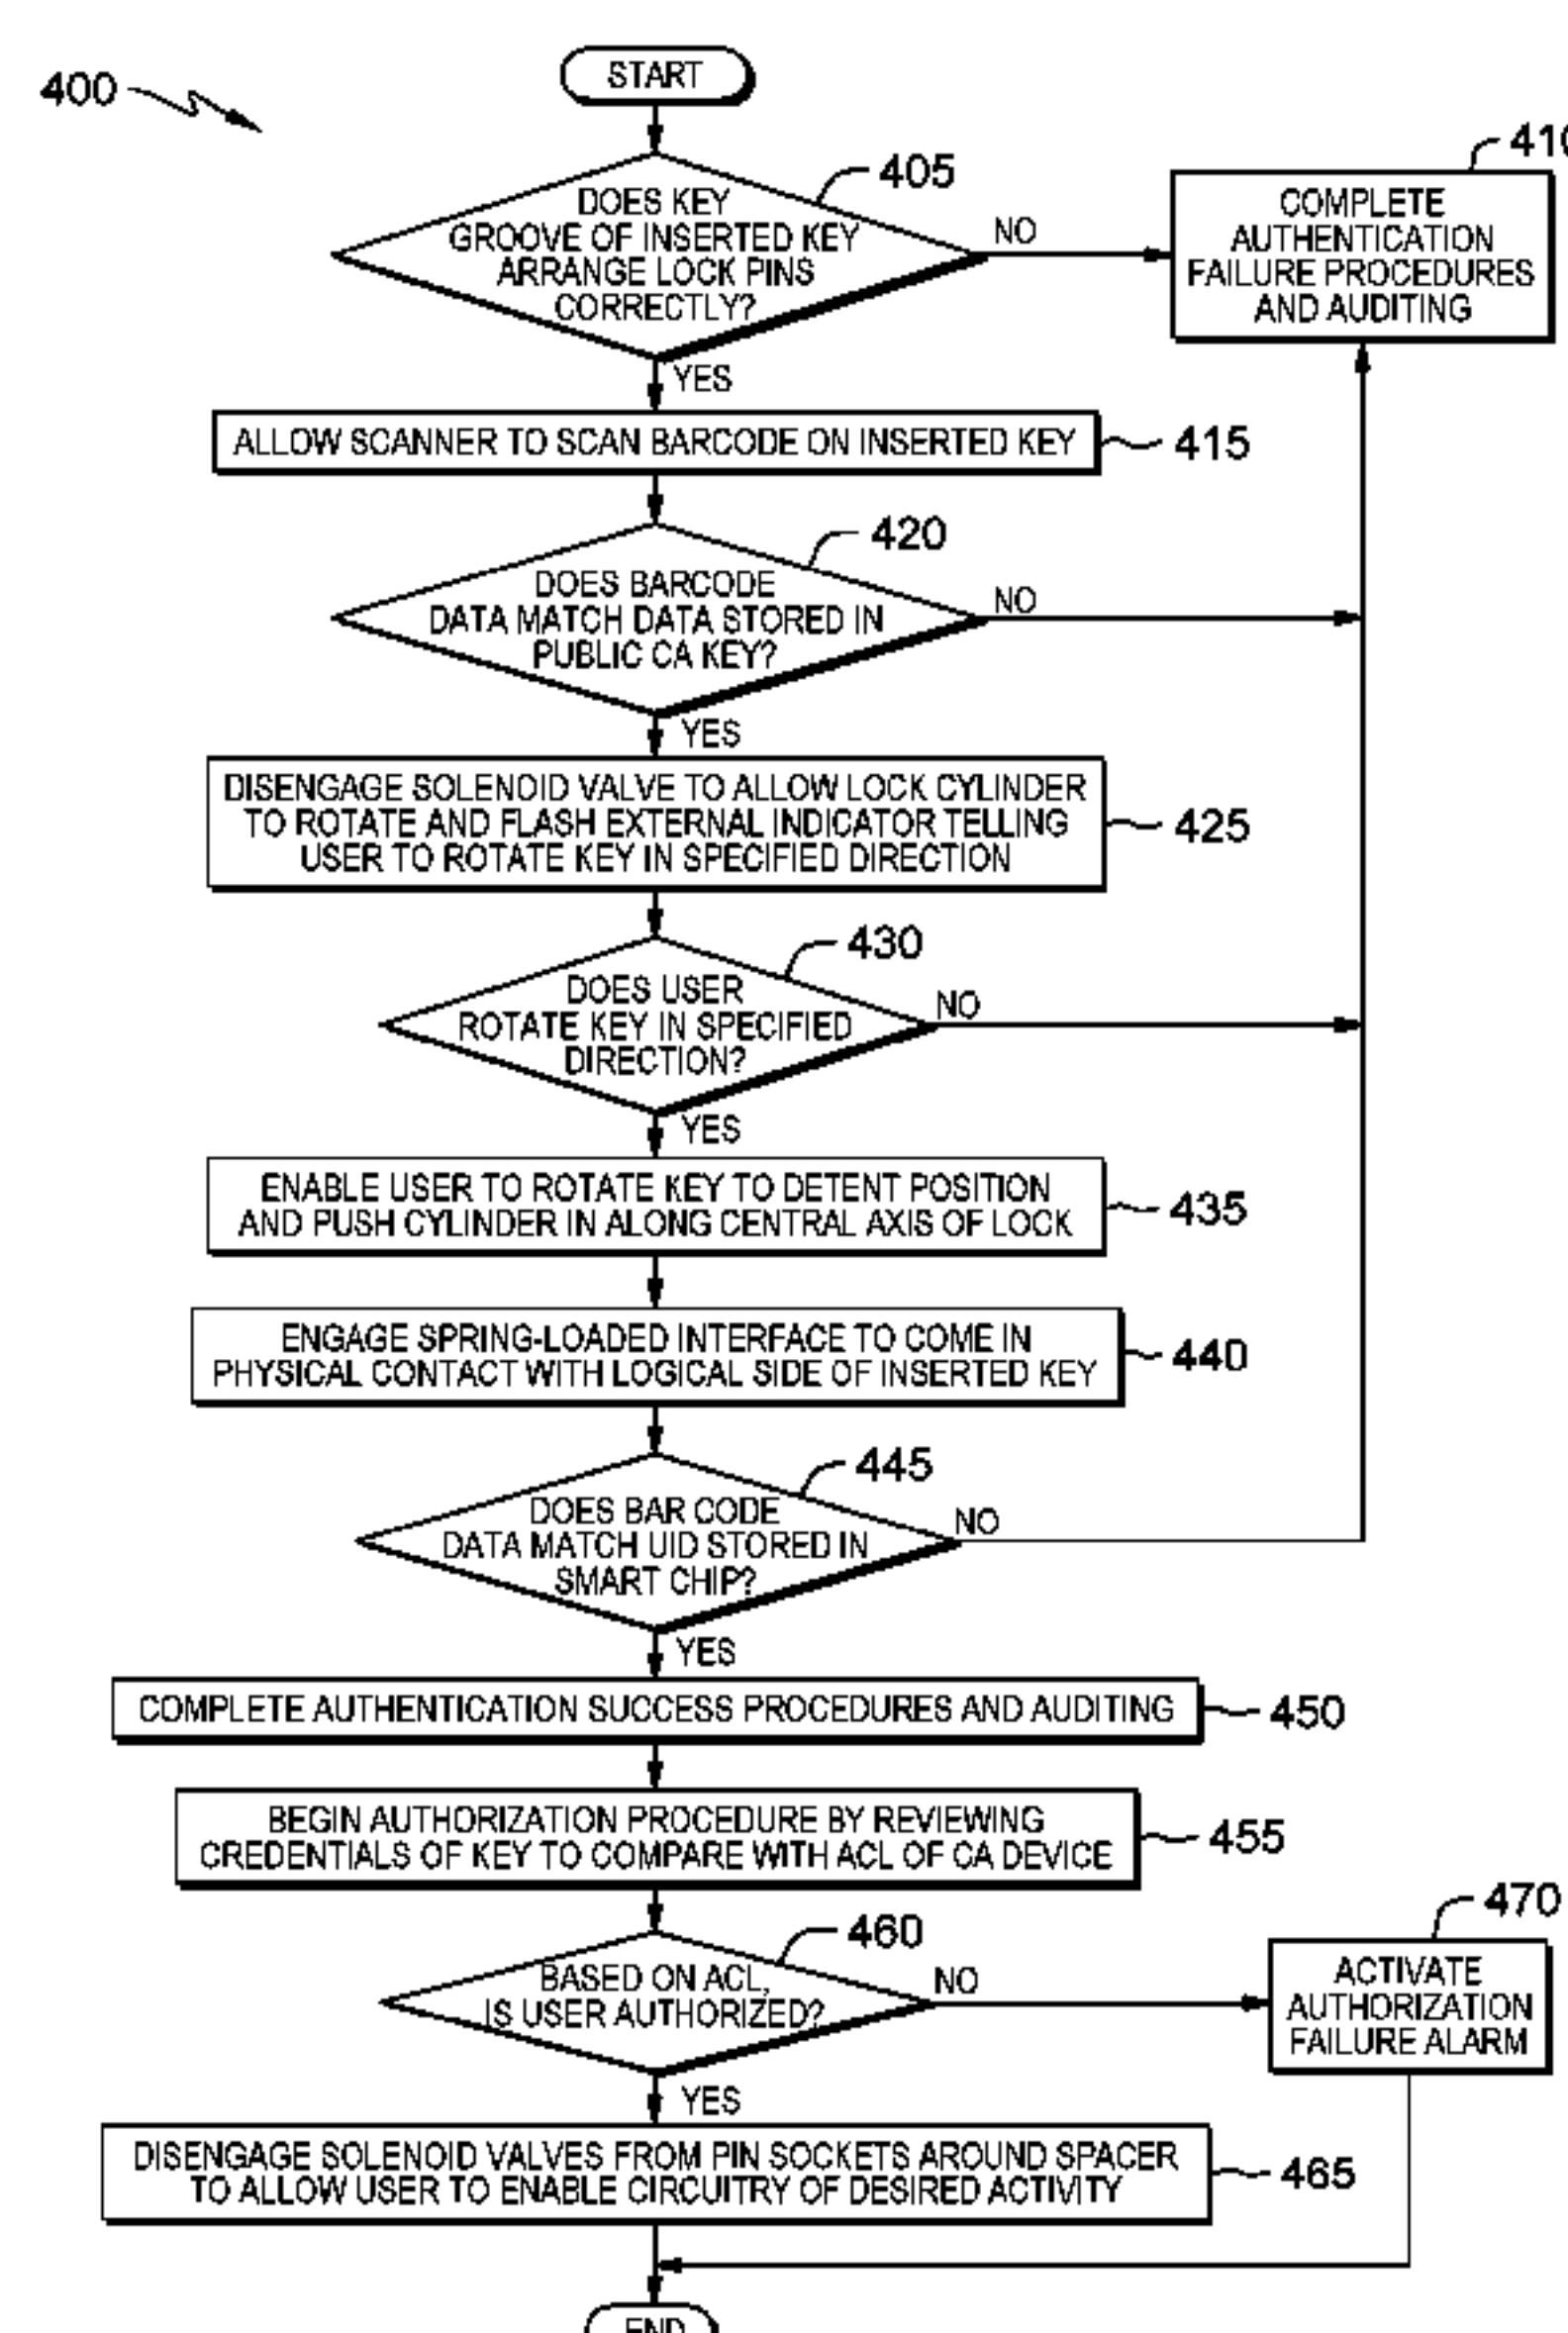 400
START
405
DOES KEY
GROOVE OF INSERTED KEY
ARRANGE LOCK PINS
CORRECTLY?
NO
410
COMPLETE
AUTHENTICATION
FAILURE PROCEDURES
AND AUDITING
YES
ALLOW SCANNER TO SCAN BARCODE ON INSERTED KEY
415
420
DOES BARCODE
DATA MATCH DATA STORED IN
PUBLIC CA KEY?
NO
YES
DISENGAGE SOLENOID VALVE TO ALLOW LOCK CYLINDER
TO ROTATE AND FLASH EXTERNAL INDICATOR TELLING
USER TO ROTATE KEY IN SPECIFIED DIRECTION
425
430
DOES USER
ROTATE KEY IN SPECIFIED
DIRECTION?
NO
YES
ENABLE USER TO ROTATE KEY TO DETENT POSITION
AND PUSH CYLINDER IN ALONG CENTRAL AXIS OF LOCK
435
ENGAGE SPRING-LOADED INTERFACE TO COME IN
PHYSICAL CONTACT WITH LOGICAL SIDE OF INSERTED KEY
440
445
DOES BAR CODE
DATA MATCH UID STORED IN
SMART CHIP?
NO
YES
COMPLETE AUTHENTICATION SUCCESS PROCEDURES AND AUDITING
450
BEGIN AUTHORIZATION PROCEDURE BY REVIEWING
CREDENTIALS OF KEY TO COMPARE WITH ACL OF CA DEVICE
455
460
BASED ON ACL,
IS USER AUTHORIZED?
NO
470
ACTIVATE
AUTHORIZATION
FAILURE ALARM
YES
DISENGAGE SOLENOID VALVES FROM PIN SOCKETS AROUND SPACER
TO ALLOW USER TO ENABLE CIRCUITRY OF DESIRED ACTIVITY
465
END